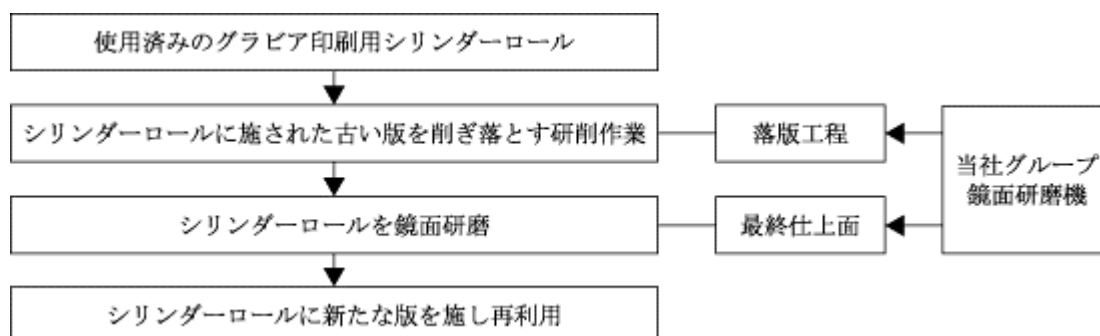 使用済みのグラビア印刷用シリンダーロール
シリンダーロールに施された古い版を削ぎ落とす研削作業
落版工程
当社グループ
鏡面研磨機
シリンダーロールを鏡面研磨
最終仕上面
シリンダーロールに新たな版を施し再利用